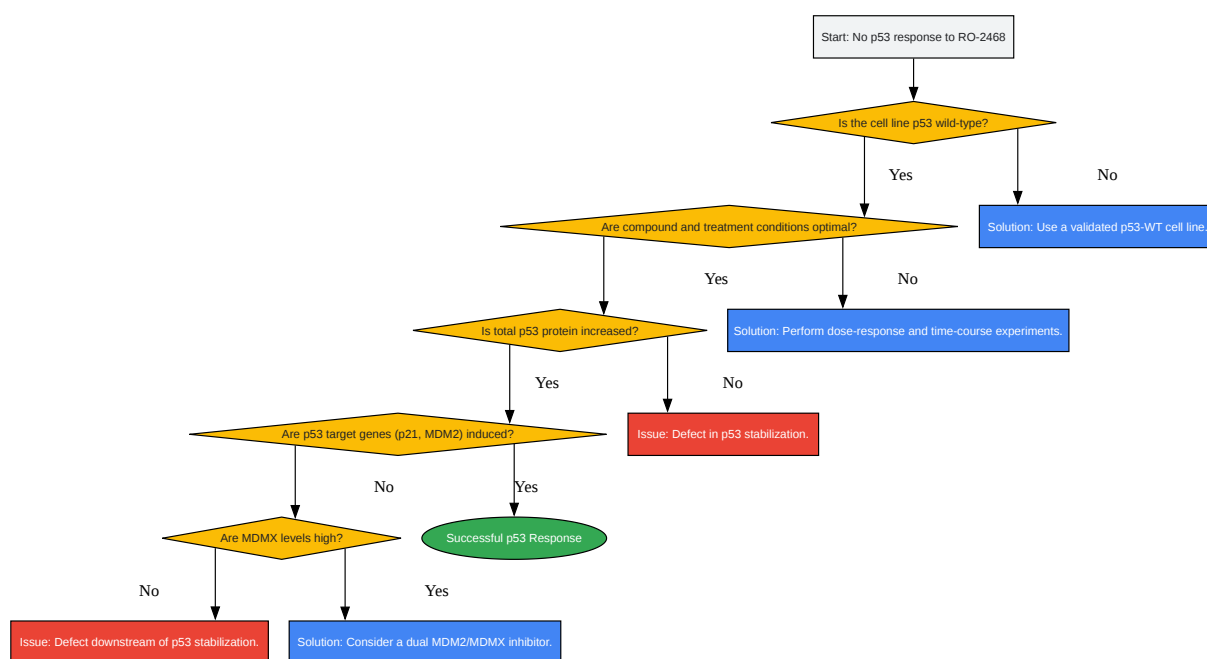 Start: No p53 response to RO-2468
Is the cell line p53 wild-type?
Yes
No
Are compound and treatment conditions optimal?
Solution: Use a validated p53-WT cell line.
Yes
No
Is total p53 protein increased?
Solution: Perform dose-response and time-course experiments.
Yes
No
Are p53 target genes (p21, MDM2) induced?
Issue: Defect in p53 stabilization.
No
Yes
Are MDMX levels high?
Successful p53 Response
No
Yes
Issue: Defect downstream of p53 stabilization.
Solution: Consider a dual MDM2/MDMX inhibitor.